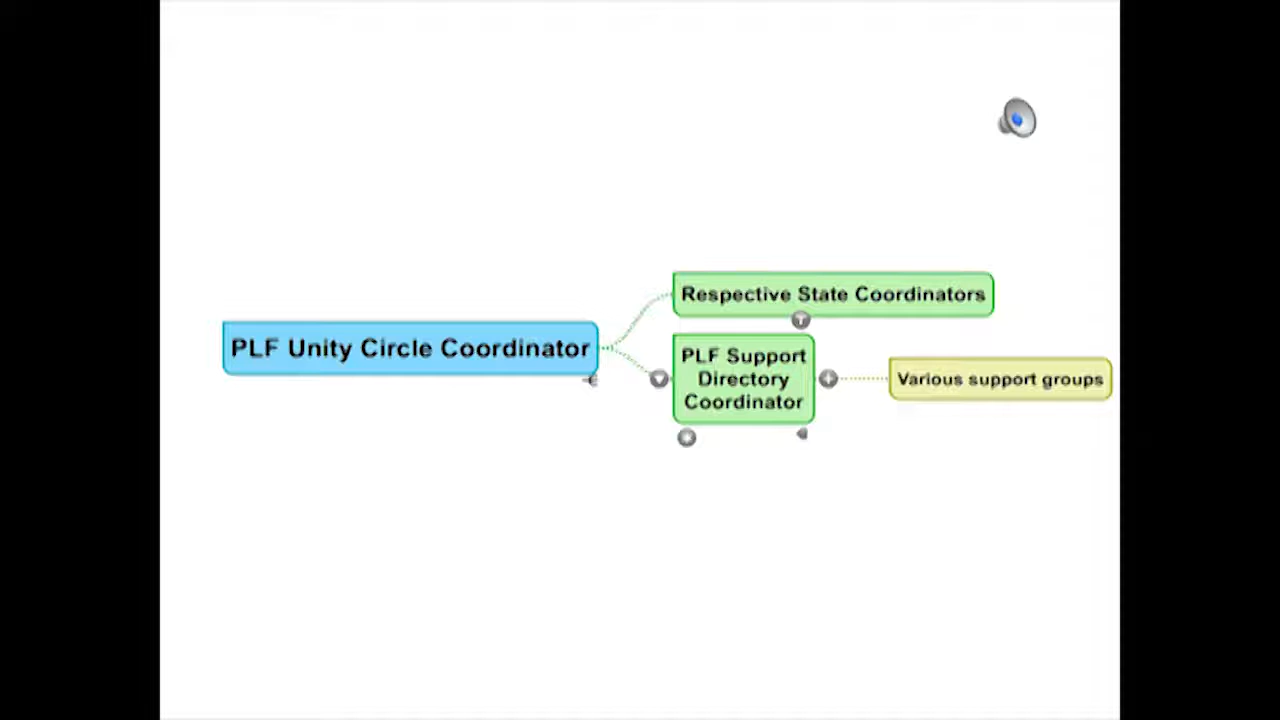 Respective State Coordinators
PLF Unity Circle Coordinator
PLF Support
Directory
Coordinator
Various support groups